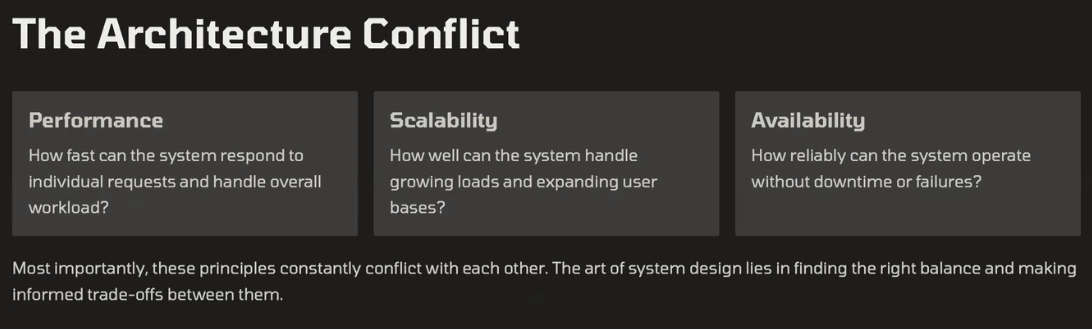 The Architecture Conflict
Performance
How fast can the system respond to
individual requests and handle overall
workload?
Scalability
How well can the system handle
growing loads and expanding user
bases?
Availability
How reliably can the system operate
without downtime or failures?
Most importantly, these principles constantly conflict with each other. The art of system design lies in finding the right balance and making
informed trade-offs between them.